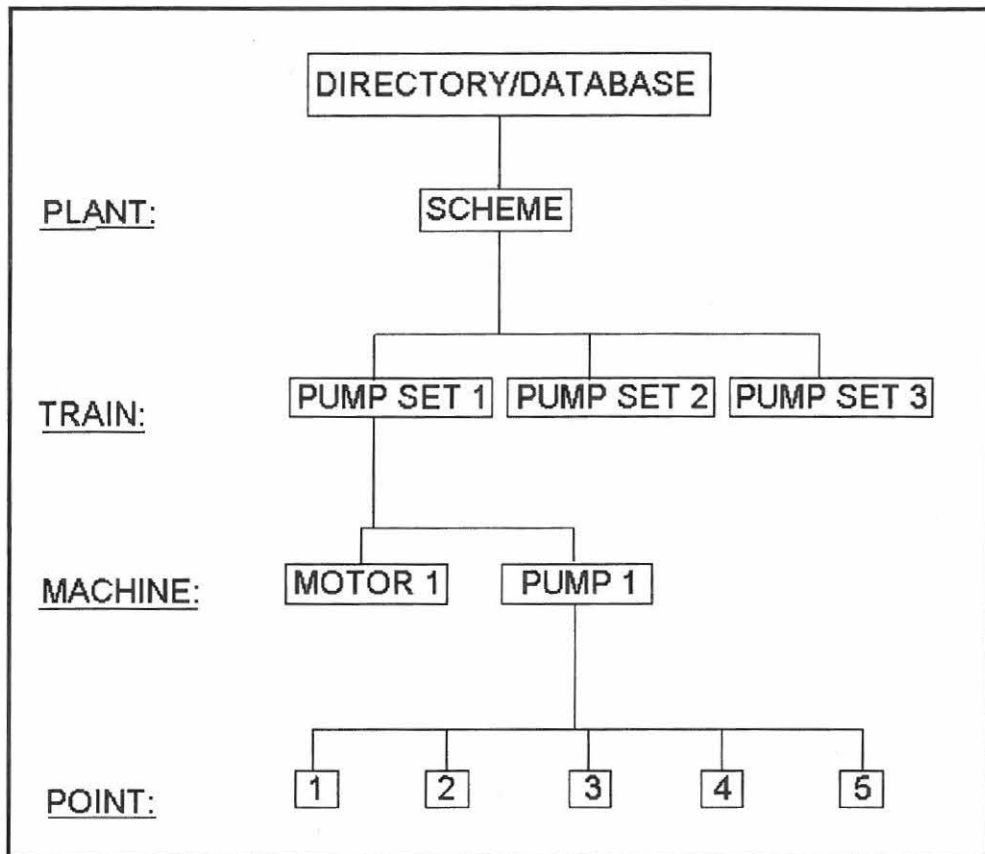 DIRECTORY/DATABASE
PLANT: SCHEME
TRAIN: PUMP SET 1 PUMP SET 2 PUMP SET 3
MACHINE: MOTOR 1 PUMP 1
POINT: 1 2 3 4 5